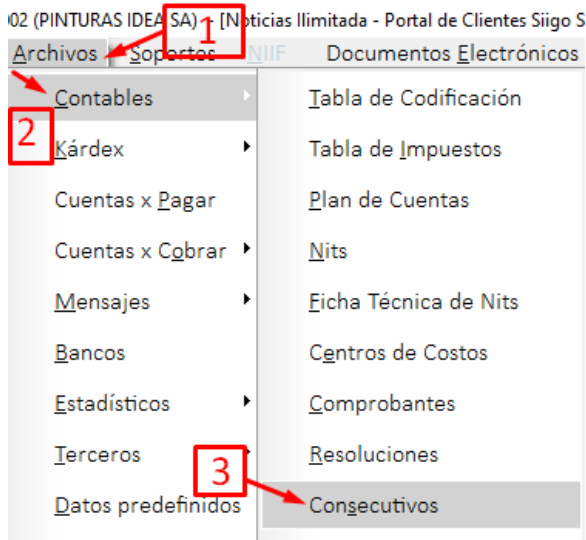 02 (PINTURAS IDEA SA) - [Noticias Ilimitada - Portal de Clientes Siigo S
1
Archivos Soportes NIIF Documentos Electrónicos
2
Contables
Kárdex
Cuentas x Pagar
Cuentas x Cobrar
Mensajes
Bancos
Estadísticos
Terceros
Datos predefinidos
3
Tabla de Codificación
Tabla de Impuestos
Plan de Cuentas
Nits
Ficha Técnica de Nits
Centros de Costos
Comprobantes
Resoluciones
Consecutivos